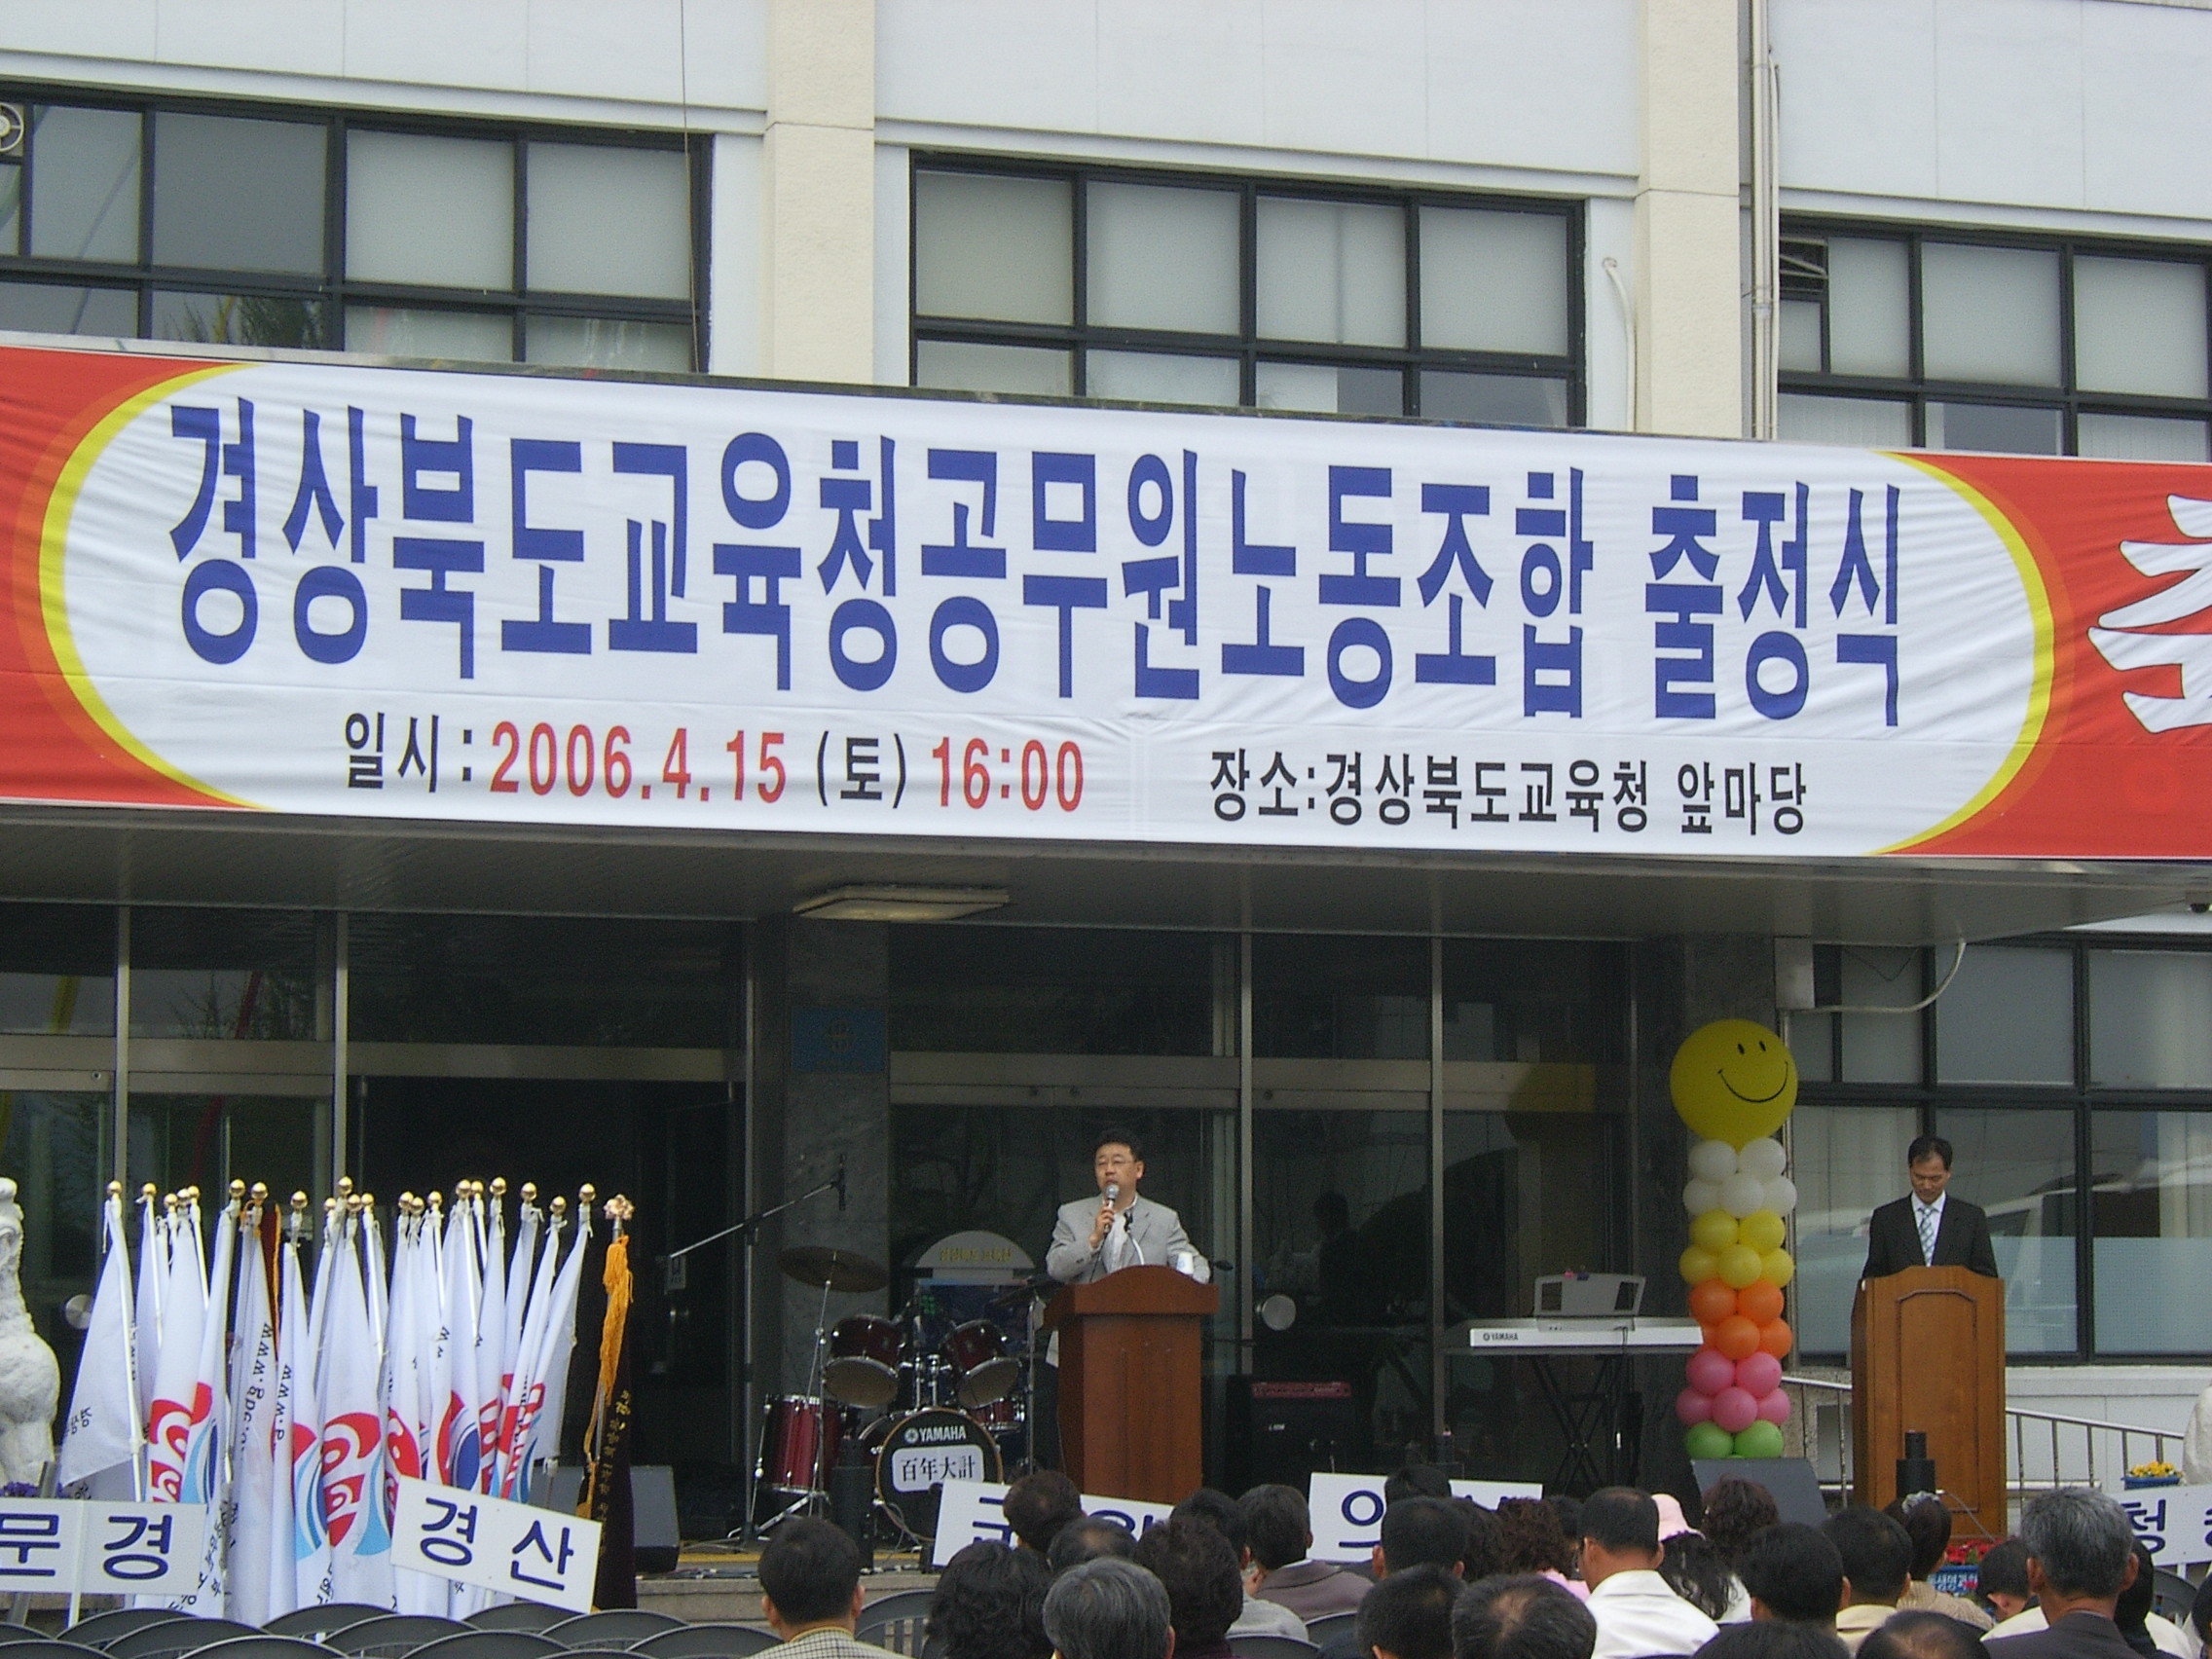 경상북도교육청공무원노동조합 출정식
일시 : 2006.4.15 (토) 16:00
장소:경상북도교육청 앞마당
YAMAHA
YAMAHA
百年大計
문경
경산
의
청